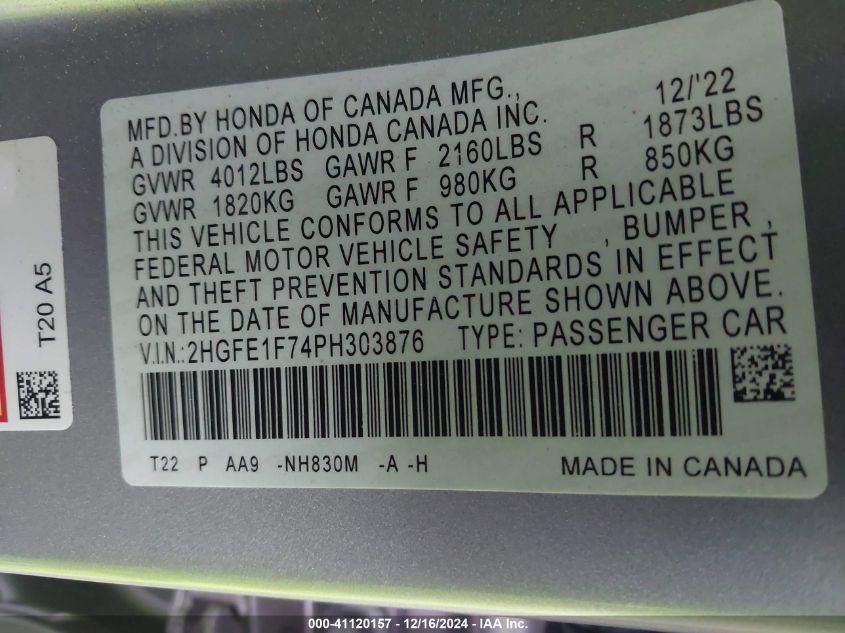 MFD.BY HONDA OF CANADA MFG., 12/'22
A DIVISION OF HONDA CANADA INC.
GVWR 4012LBS GAWR F 2160LBS R 1873LBS
GVWR 1820KG GAWR F 980KG R 850KG
THIS VEHICLE CONFORMS TO ALL APPLICABLE
FEDERAL MOTOR VEHICLE SAFETY , BUMPER ,
AND THEFT PREVENTION STANDARDS IN EFFECT
ON THE DATE OF MANUFACTURE SHOWN ABOVE.
V.I.N.:2HGFE1F74PH303876 TYPE: PASSENGER CAR
T22 P AA9 -NH830M -A -H MADE IN CANADA
T20 A5
000-41120157 - 12/16/2024 - IAA Inc.